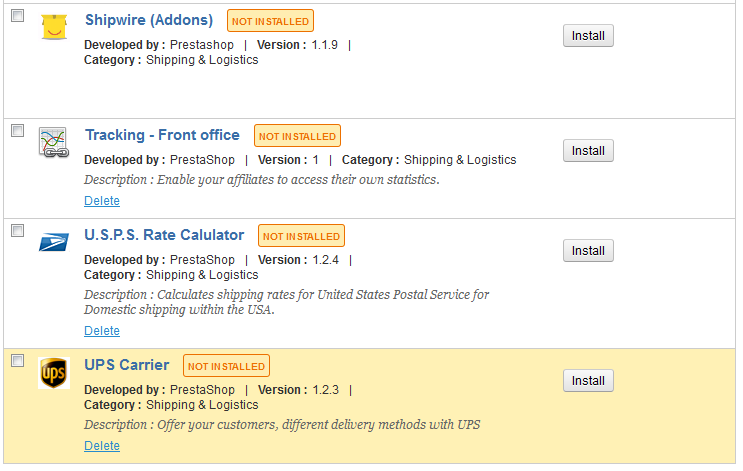 Shipwire (Addons) NOT INSTALLED
Install
Developed by : Prestashop | Version : 1.1.9 |
Category : Shipping & Logistics
Tracking - Front office NOT INSTALLED
Install
Developed by : PrestaShop | Version : 1 | Category : Shipping & Logistics
Description : Enable your affiliates to access their own statistics.
Delete
U.S.P.S. Rate Calulator NOT INSTALLED
Install
Developed by : PrestaShop | Version : 1.2.4 |
Category : Shipping & Logistics
Description : Calculates shipping rates for United States Postal Service for
Domestic shipping within the USA.
Delete
ups
UPS Carrier NOT INSTALLED
Install
Developed by : PrestaShop | Version : 1.2.3 |
Category : Shipping & Logistics
Description : Offer your customers, different delivery methods with UPS
Delete